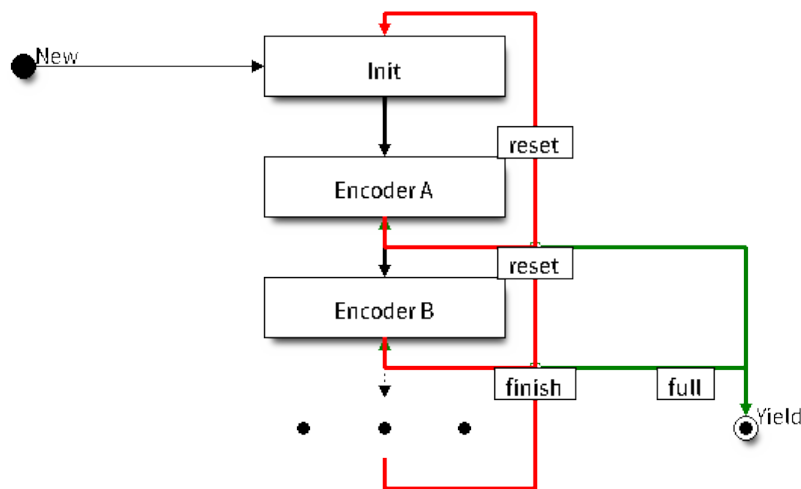 New
Init
reset
Encoder A
reset
Encoder B
finish
full
Yield